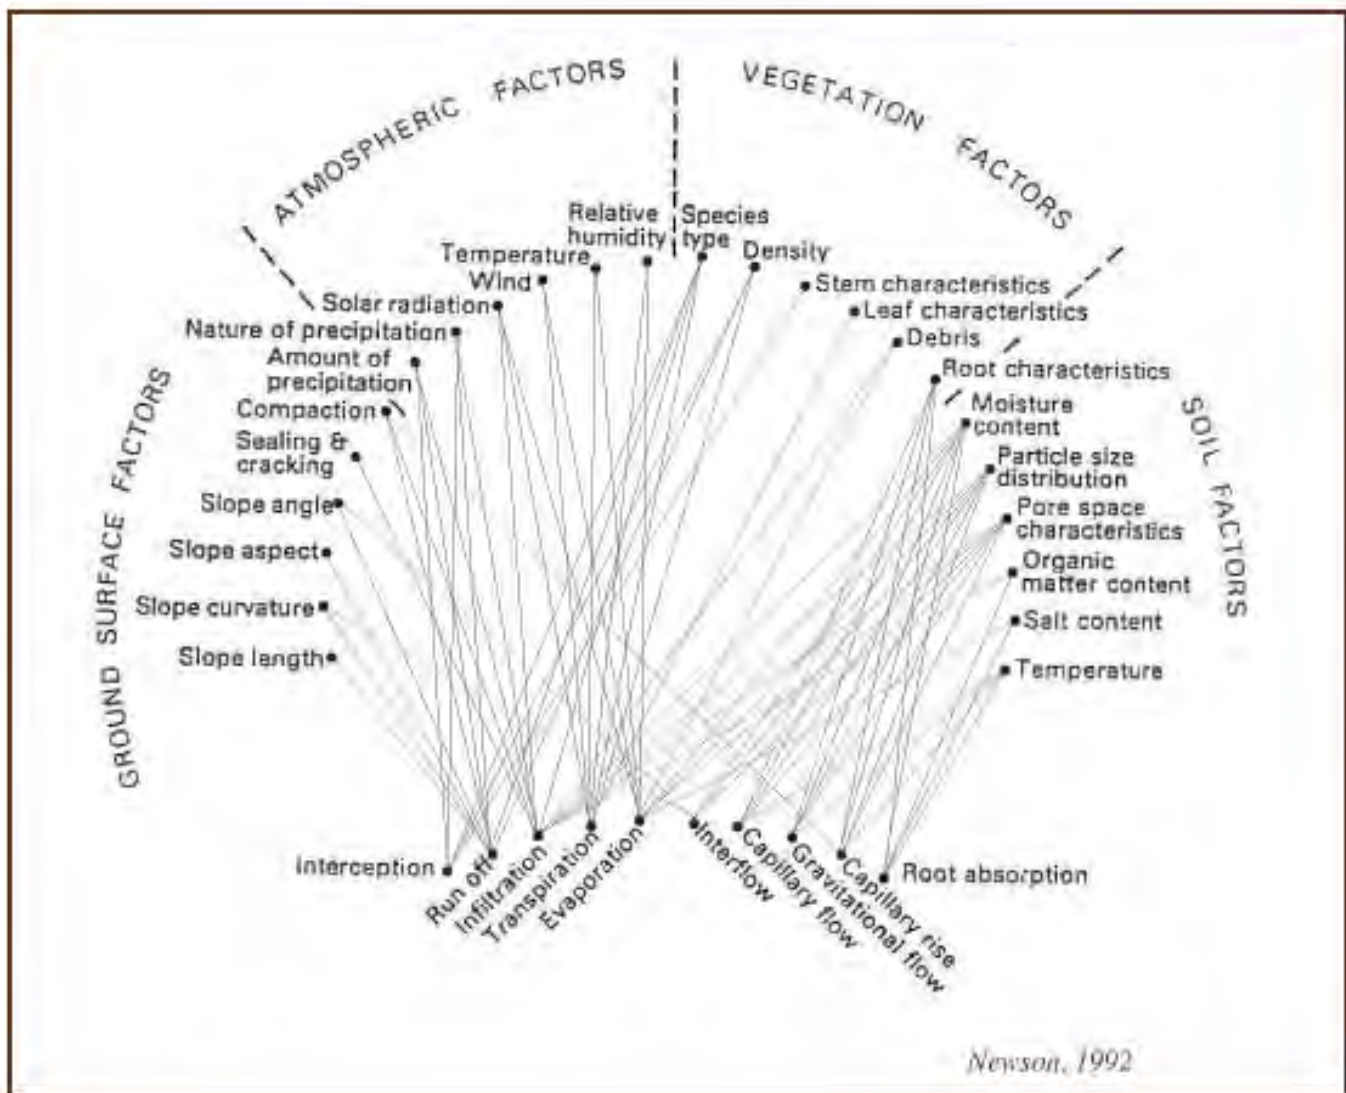 ATMOSPHERIC FACTORS
VEGETATION FACTORS
GROUND SURFACE FACTORS
SOIL FACTORS
Relative
humidity
Species
type
Temperature
Density
Wind
Stem characteristics
Solar radiation
Leaf characteristics
Nature of precipitation
Debris
Amount of
precipitation
Root characteristics
Compaction
Moisture
content
Sealing &
cracking
Particle size
distribution
Slope angle
Pore space
characteristics
Slope aspect
Organic
matter content
Slope curvature
Salt content
Slope length
Temperature
Interception
Run off
Infiltration
Transpiration
Evaporation
Interflow
Capillary flow
Gravitational flow
Capillary rise
Root absorption
Newson, 1992